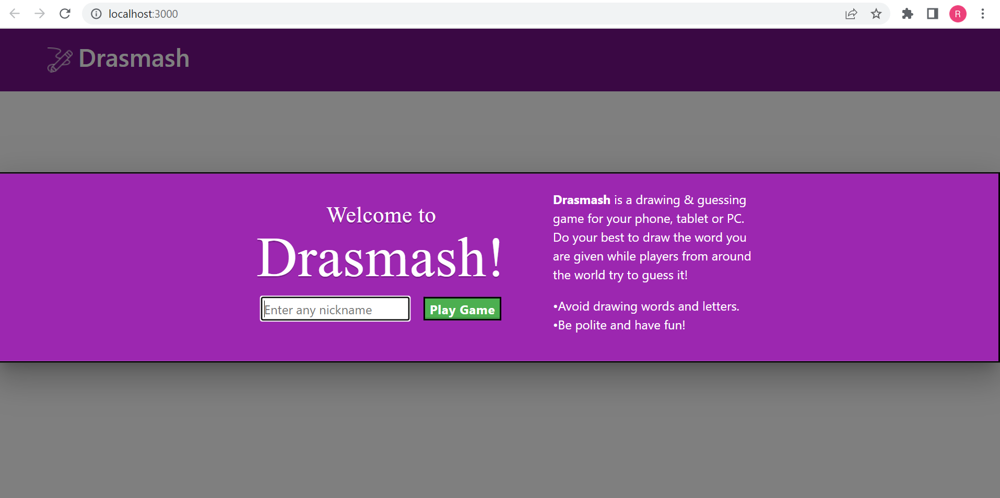 localhost:3000
R
Drasmash
Welcome to
Drasmash!
Enter any nickname
Play Game
Drasmash is a drawing & guessing
game for your phone, tablet or PC.
Do your best to draw the word you
are given while players from around
the world try to guess it!
•Avoid drawing words and letters.
•Be polite and have fun!